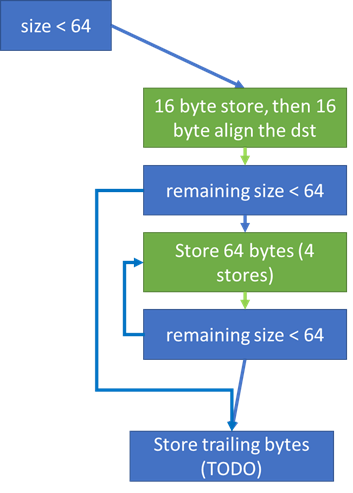 size < 64
16 byte store, then 16
byte align the dst
remaining size < 64
Store 64 bytes (4
stores)
remaining size < 64
Store trailing bytes
(TODO)